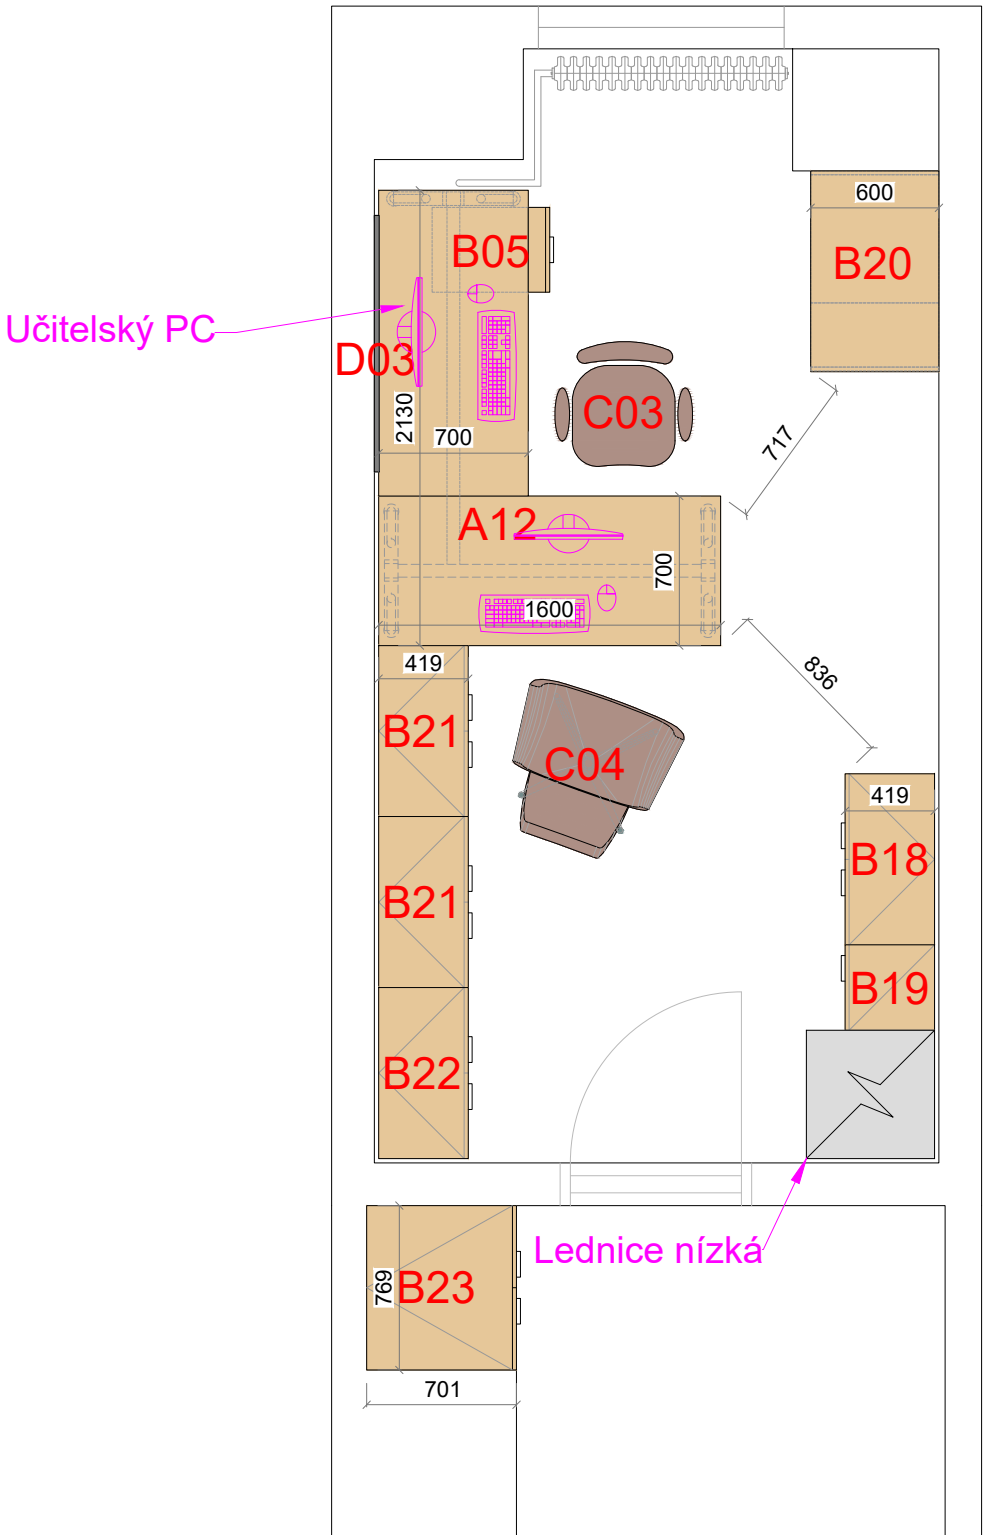 600
B05
B20
Učitelský PC
D03
2130
C03
700
717
A12
700
1600
419
836
B21
C04
419
B18
B21
B19
B22
Lednice nízká
769
B23
701